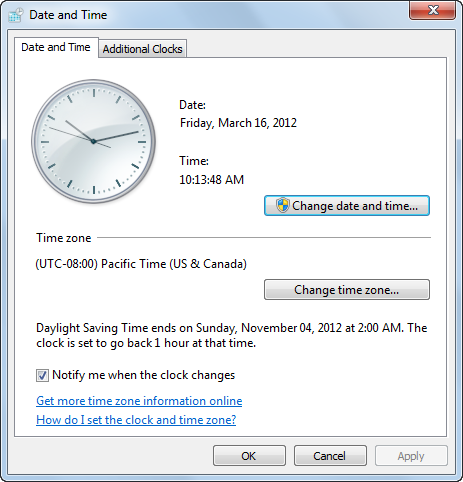 Date and Time
Date and Time
Additional Clocks
Date:
Friday, March 16, 2012
Time:
10:13:48 AM
Change date and time...
Time zone
(UTC-08:00) Pacific Time (US & Canada)
Change time zone...
Daylight Saving Time ends on Sunday, November 04, 2012 at 2:00 AM. The
clock is set to go back 1 hour at that time.
Notify me when the clock changes
Get more time zone information online
How do I set the clock and time zone?
OK
Cancel
Apply